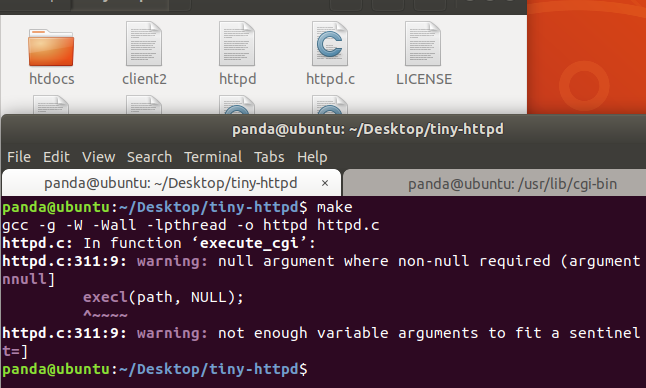 htdocs
client2
httpd
httpd.c
LICENSE
panda@ubuntu: ~/Desktop/tiny-httpd
File Edit View Search Terminal Tabs Help
panda@ubuntu: ~/Desktop/tiny-httpd ×
panda@ubuntu: /usr/lib/cgi-bin
panda@ubuntu:~/Desktop/tiny-httpd$ make
gcc -g -W -Wall -lpthread -o httpd httpd.c
httpd.c: In function ‘execute_cgi’:
httpd.c:311:9: warning: null argument where non-null required (argument
nnull]
execl(path, NULL);
^~~~~
httpd.c:311:9: warning: not enough variable arguments to fit a sentinel
t=]
panda@ubuntu:~/Desktop/tiny-httpd$